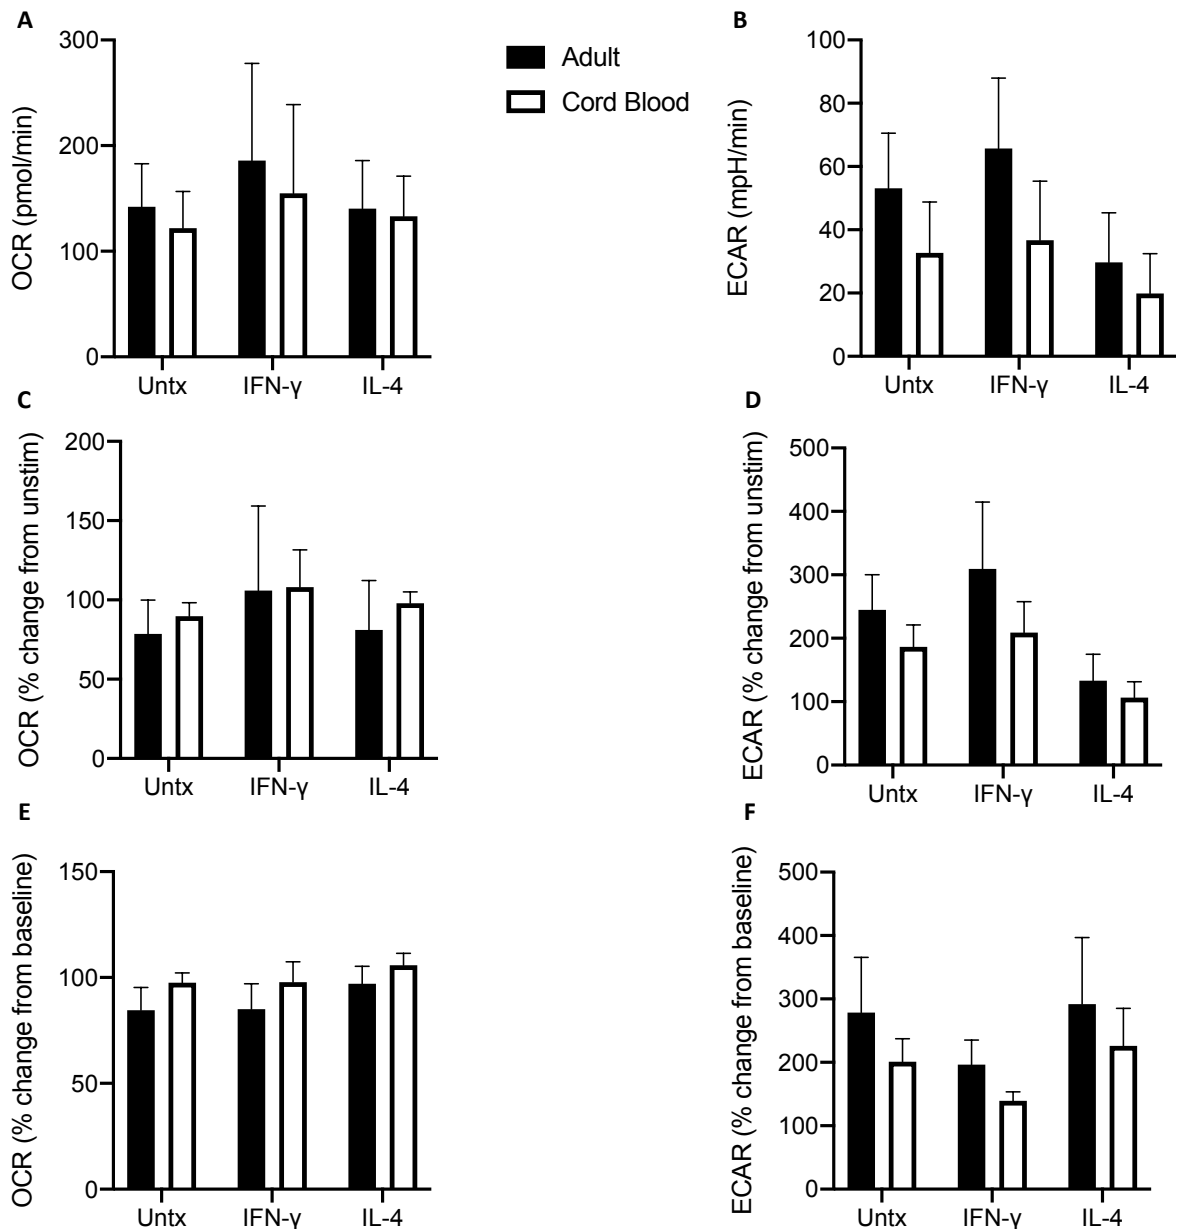 A
OCR (pmol/min)
300
200
100
0
Untx IFN-γ IL-4
Adult
Cord Blood
B
ECAR (mpH/min)
100
80
60
40
20
0
Untx IFN-γ IL-4
C
OCR (% change from unstim)
200
150
100
50
0
Untx IFN-γ IL-4
D
ECAR (% change from unstim)
500
400
300
200
100
0
Untx IFN-γ IL-4
E
OCR (% change from baseline)
150
100
50
0
Untx IFN-γ IL-4
F
ECAR (% change from baseline)
500
400
300
200
100
0
Untx IFN-γ IL-4